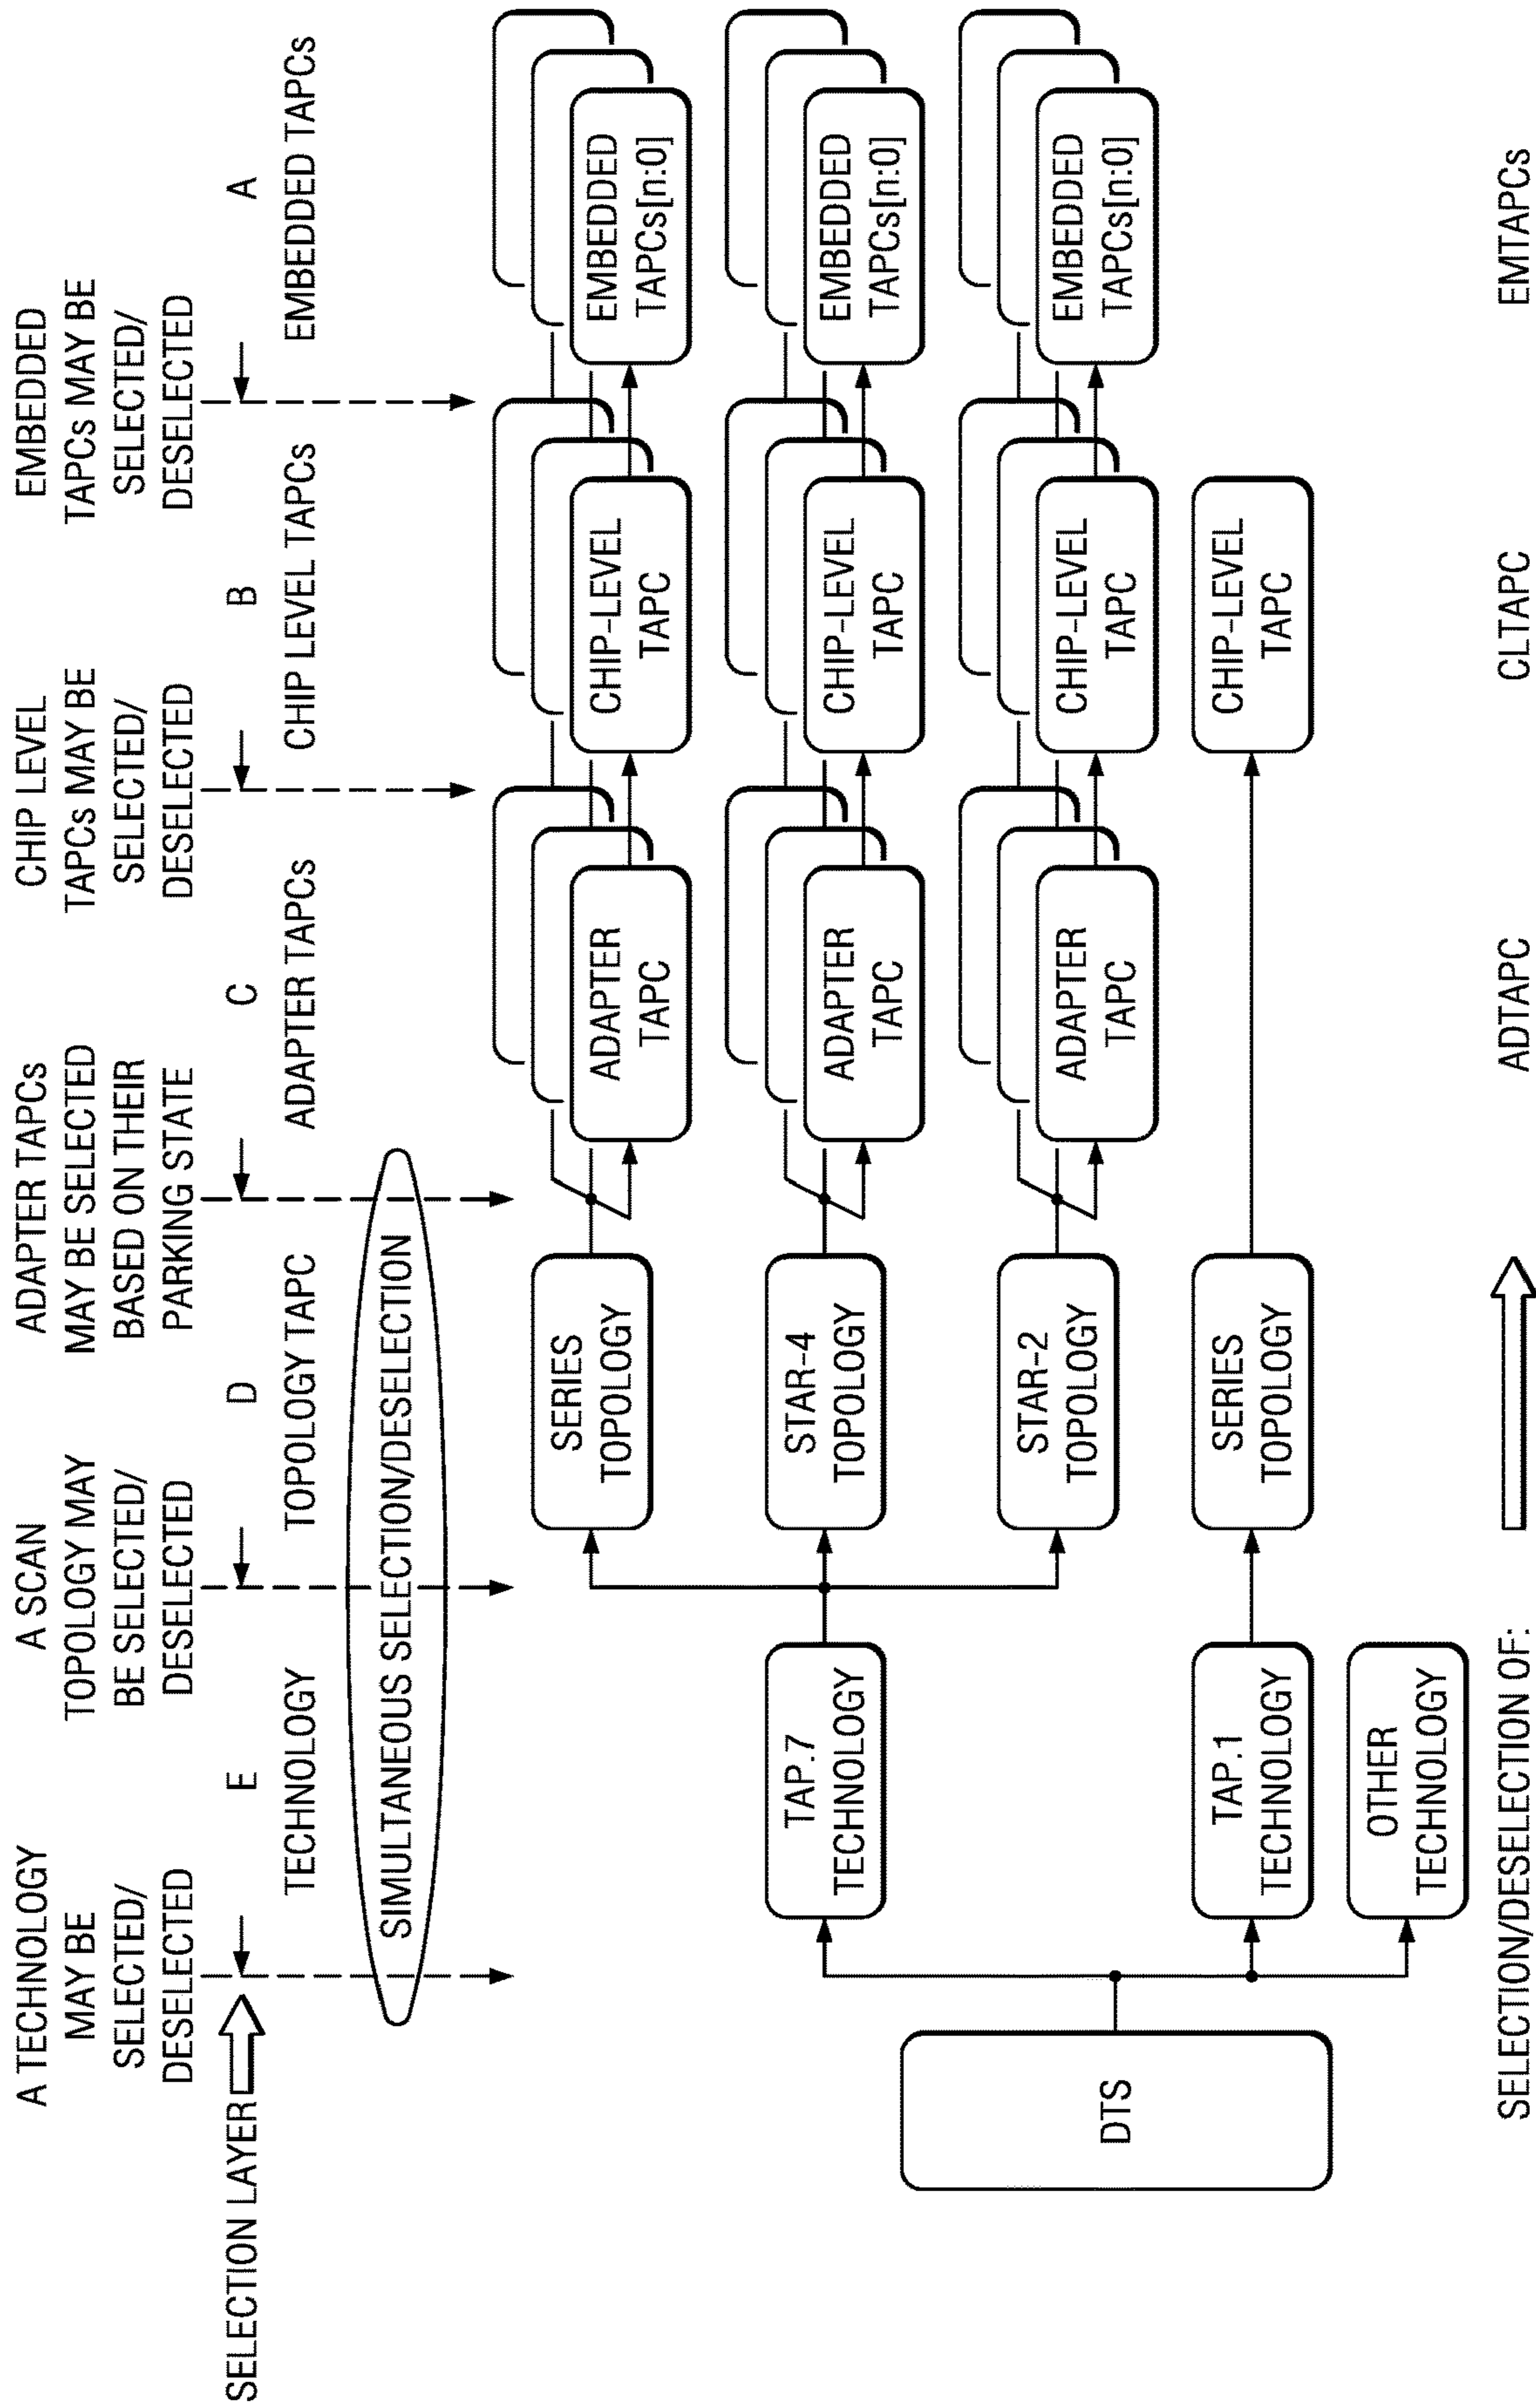 A TECHNOLOGY
MAY BE
SELECTED/
DESELECTED
A SCAN
TOPOLOGY MAY
BE SELECTED/
DESELECTED
ADAPTER TAPCs
MAY BE SELECTED
BASED ON THEIR
PARKING STATE
CHIP LEVEL
TAPCs MAY BE
SELECTED/
DESELECTED
EMBEDDED
TAPCs MAY BE
SELECTED/
DESELECTED
SELECTION LAYER
E
D
C
B
A
TECHNOLOGY
TOPOLOGY TAPC
ADAPTER TAPCs
CHIP LEVEL TAPCs
EMBEDDED TAPCs
SIMULTANEOUS SELECTION/DESELECTION
SERIES
TOPOLOGY
ADAPTER
TAPC
CHIP-LEVEL
TAPC
EMBEDDED
TAPCs[n:0]
TAP.7
TECHNOLOGY
STAR-4
TOPOLOGY
ADAPTER
TAPC
CHIP-LEVEL
TAPC
EMBEDDED
TAPCs[n:0]
STAR-2
TOPOLOGY
ADAPTER
TAPC
CHIP-LEVEL
TAPC
EMBEDDED
TAPCs[n:0]
DTS
TAP.1
TECHNOLOGY
SERIES
TOPOLOGY
CHIP-LEVEL
TAPC
OTHER
TECHNOLOGY
SELECTION/DESELECTION OF:
ADTAPC
CLTAPC
EMTAPCs